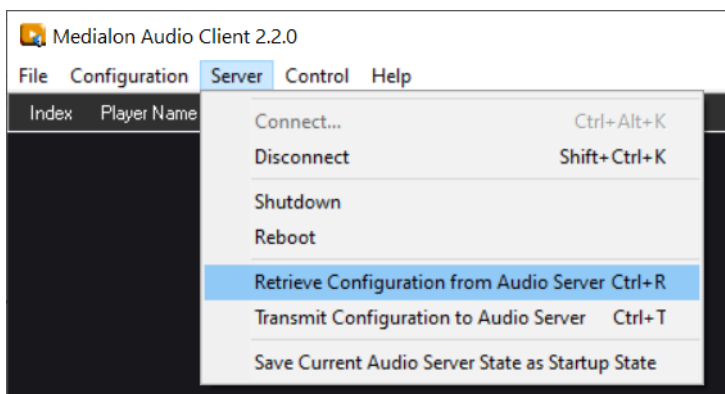 Medialon Audio Client 2.2.0
File Configuration Server Control Help
Index Player Name
Connect... Ctrl+Alt+K
Disconnect Shift+Ctrl+K
Shutdown
Reboot
Retrieve Configuration from Audio Server Ctrl+R
Transmit Configuration to Audio Server Ctrl+T
Save Current Audio Server State as Startup State